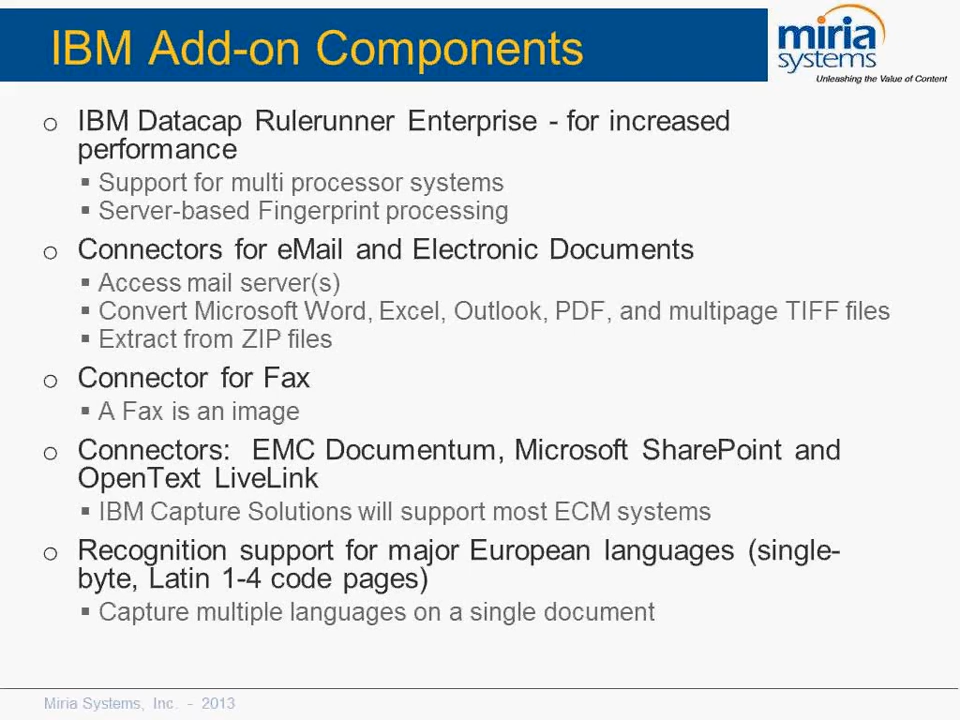 IBM Add-on Components
miria
systems
Unleashing the Value of Content
o IBM Datacap Rulerunner Enterprise - for increased
performance
▪ Support for multi processor systems
▪ Server-based Fingerprint processing
o Connectors for eMail and Electronic Documents
▪ Access mail server(s)
▪ Convert Microsoft Word, Excel, Outlook, PDF, and multipage TIFF files
▪ Extract from ZIP files
o Connector for Fax
▪ A Fax is an image
o Connectors: EMC Documentum, Microsoft SharePoint and
OpenText LiveLink
▪ IBM Capture Solutions will support most ECM systems
o Recognition support for major European languages (single-
byte, Latin 1-4 code pages)
▪ Capture multiple languages on a single document
Miria Systems, Inc. - 2013